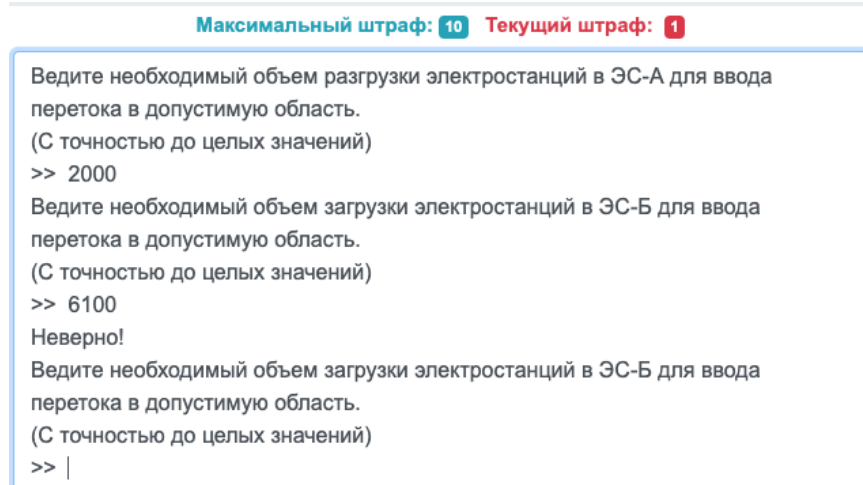 Максимальный штраф: 10 Текущий штраф: 1
Ведите необходимый объем разгрузки электростанций в ЭС-А для ввода
перетока в допустимую область.
(С точностью до целых значений)
>> 2000
Ведите необходимый объем загрузки электростанций в ЭС-Б для ввода
перетока в допустимую область.
(С точностью до целых значений)
>> 6100
Неверно!
Ведите необходимый объем загрузки электростанций в ЭС-Б для ввода
перетока в допустимую область.
(С точностью до целых значений)
>>